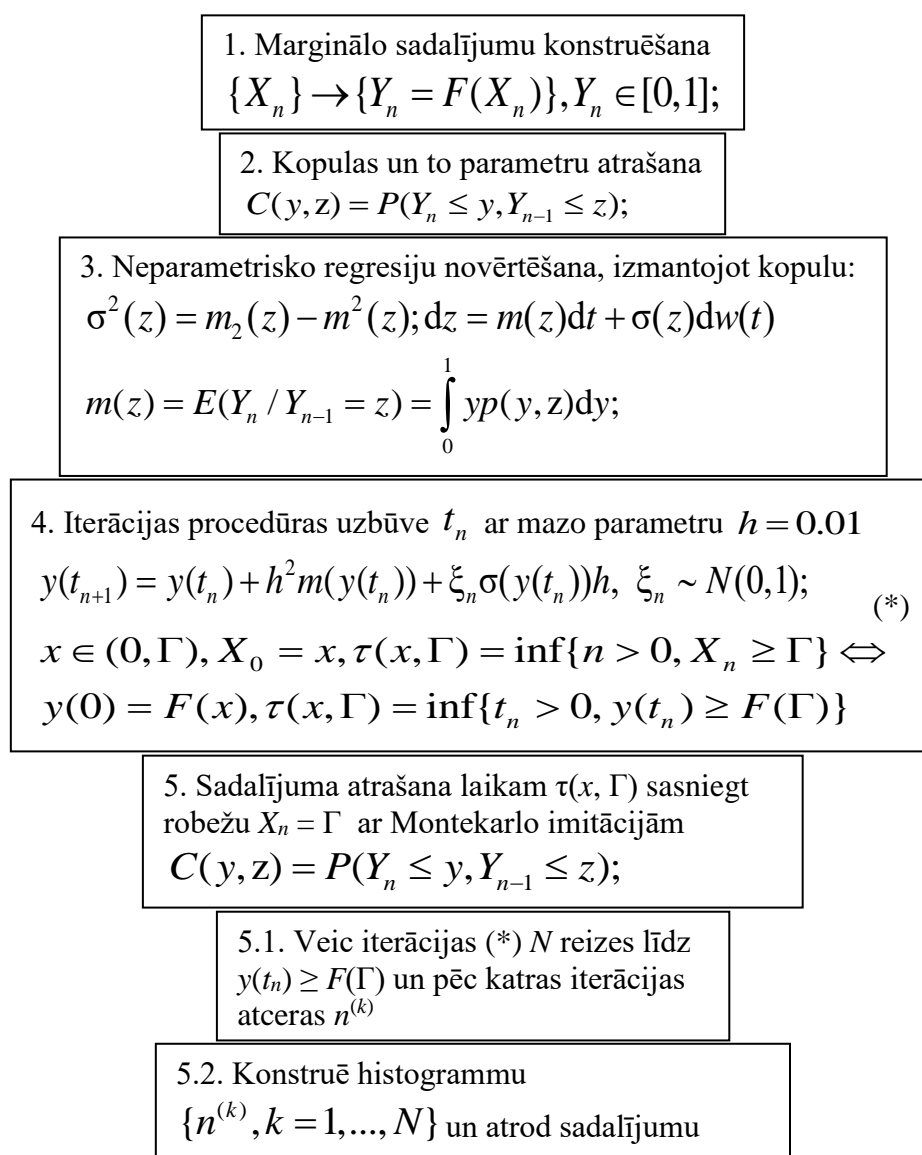 1. Marginālo sadalījumu konstruēšana
{X_n} → {Y_n = F(X_n)}, Y_n ∈ [0,1];
2. Kopulas un to parametru atrašana
C(y, z) = P(Y_n ≤ y, Y_{n−1} ≤ z);
3. Neparametrisko regresiju novērtēšana, izmantojot kopulu:
σ²(z) = m₂(z) − m²(z); dz = m(z)dt + σ(z)dw(t)
m(z) = E(Y_n / Y_{n−1} = z) = ∫₀¹ yp(y, z)dy;
4. Iterācijas procedūras uzbūve t_n ar mazo parametru h = 0.01
y(t_{n+1}) = y(t_n) + h²m(y(t_n)) + ξ_nσ(y(t_n))h, ξ_n ~ N(0,1);
(*)
x ∈ (0, Γ), X₀ = x, τ(x, Γ) = inf{n > 0, X_n ≥ Γ} ⇔
y(0) = F(x), τ(x, Γ) = inf{t_n > 0, y(t_n) ≥ F(Γ)}
5. Sadalījuma atrašana laikam τ(x, Γ) sasniegt
robežu X_n = Γ ar Montekarlo imitācijām
C(y, z) = P(Y_n ≤ y, Y_{n−1} ≤ z);
5.1. Veic iterācijas (*) N reizes līdz
y(t_n) ≥ F(Γ) un pēc katras iterācijas
atceras n^{(k)}
5.2. Konstruē histogrammu
{n^{(k)}, k = 1,..., N} un atrod sadalījumu